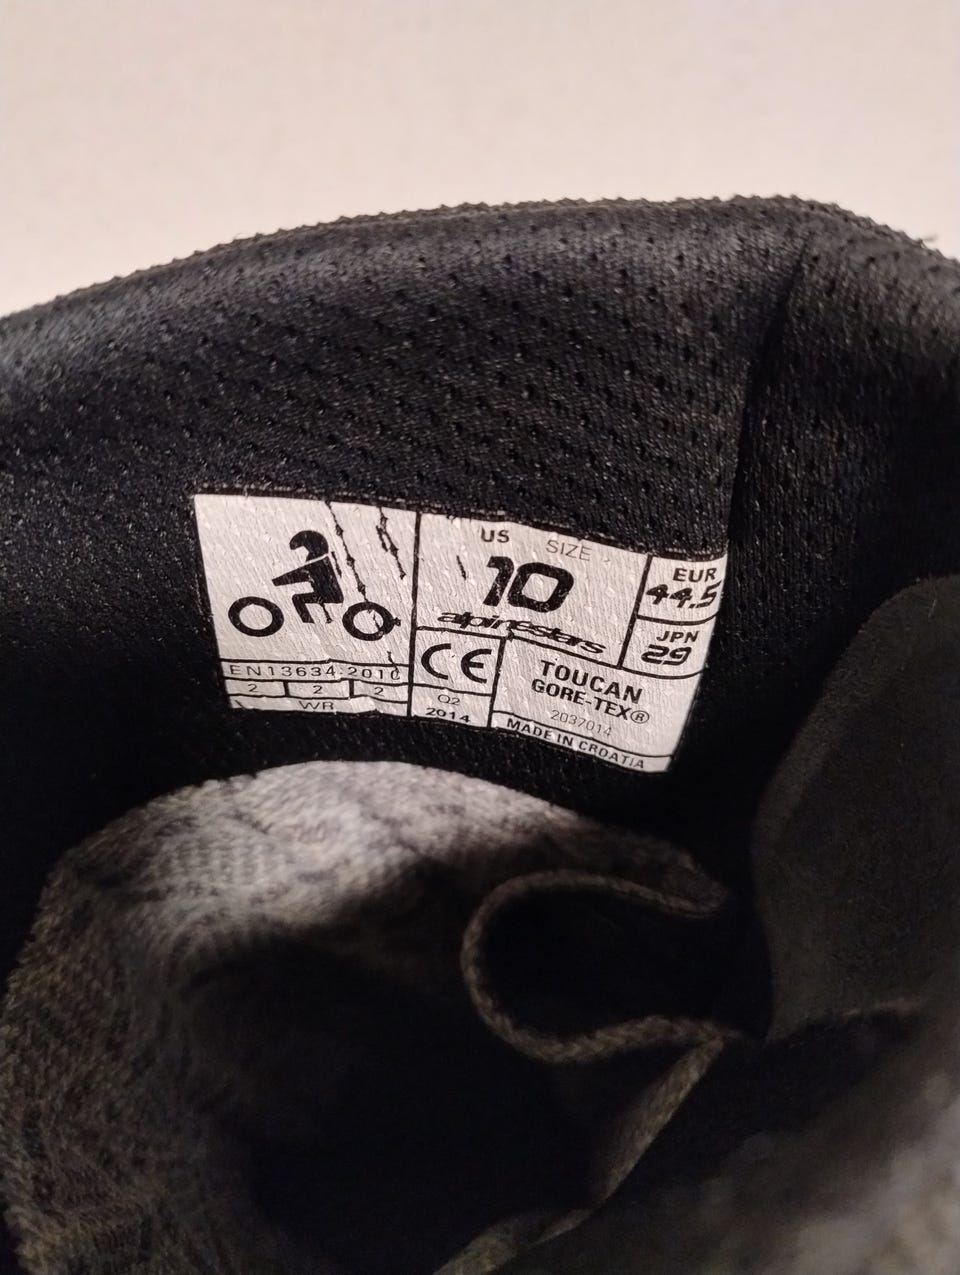 US SIZE
10
alpinestars
EUR
44.5
JPN
29
EN13634:2010
2 2 2
WR
CE
Q2
2014
TOUCAN
GORE-TEX®
2037014
MADE IN CROATIA